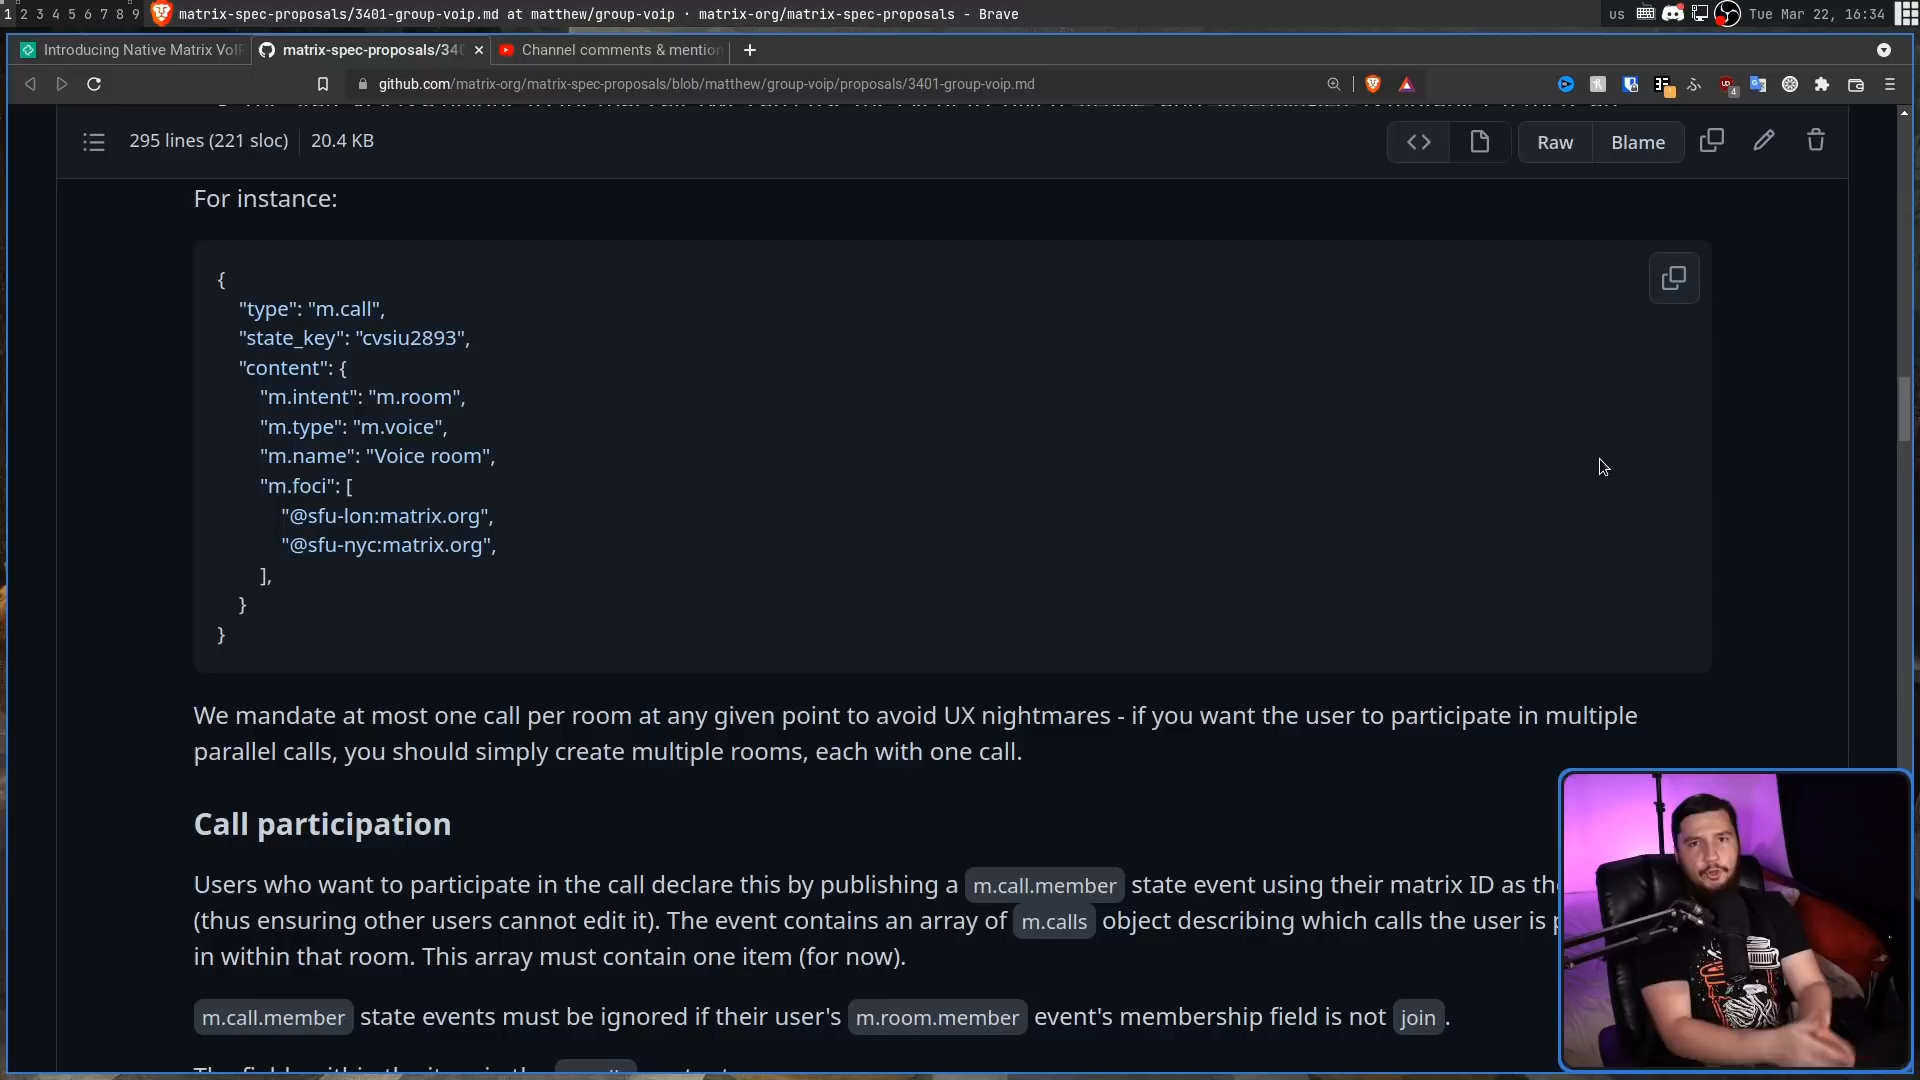 1 2 3 4 5 6 7 8 9 matrix-spec-proposals/3401-group-voip.md at matthew/group-voip · matrix-org/matrix-spec-proposals - Brave us Tue Mar 22, 16:34
Introducing Native Matrix VoIP matrix-spec-proposals/340 Channel comments & mention
github.com/matrix-org/matrix-spec-proposals/blob/matthew/group-voip/proposals/3401-group-voip.md
295 lines (221 sloc) 20.4 KB Raw Blame
For instance:
{
"type": "m.call",
"state_key": "cvsiu2893",
"content": {
"m.intent": "m.room",
"m.type": "m.voice",
"m.name": "Voice room",
"m.foci": [
"@sfu-lon:matrix.org",
"@sfu-nyc:matrix.org",
],
}
}
We mandate at most one call per room at any given point to avoid UX nightmares - if you want the user to participate in multiple
parallel calls, you should simply create multiple rooms, each with one call.
Call participation
Users who want to participate in the call declare this by publishing a m.call.member state event using their matrix ID as the
(thus ensuring other users cannot edit it). The event contains an array of m.calls object describing which calls the user is p
in within that room. This array must contain one item (for now).
m.call.member state events must be ignored if their user's m.room.member event's membership field is not join.